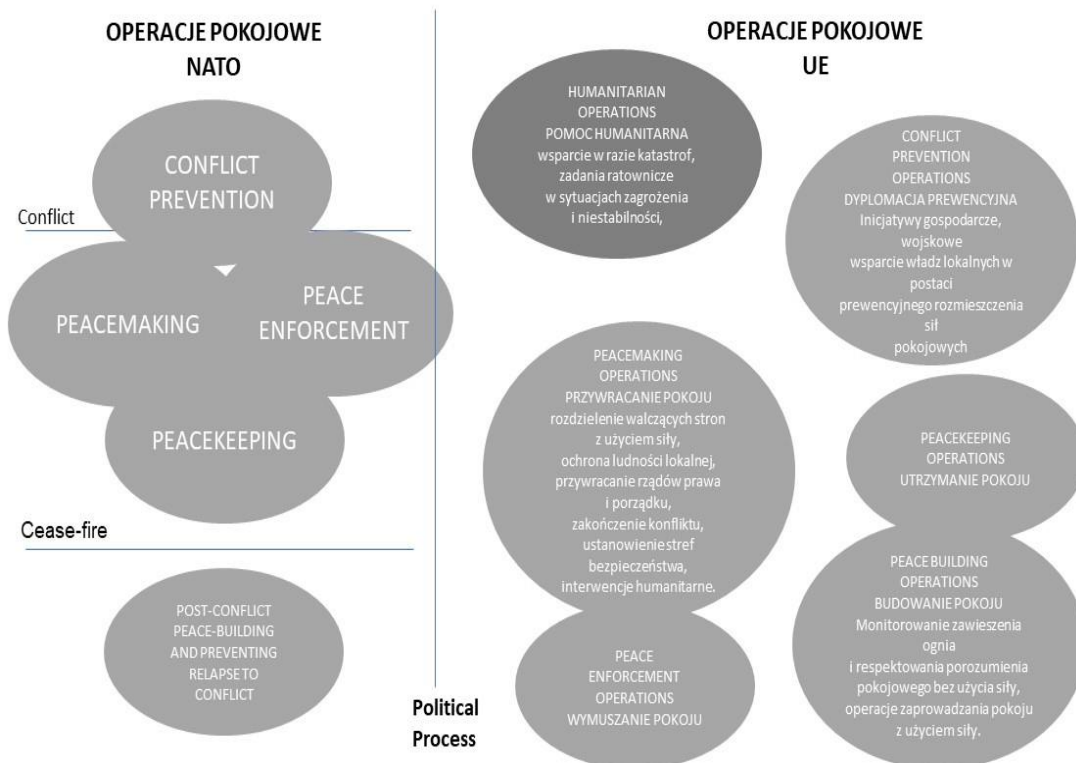 OPERACJE POKOJOWE
NATO
CONFLICT
PREVENTION
Conflict
PEACEMAKING
PEACE
ENFORCEMENT
PEACEKEEPING
Cease-fire
POST-CONFLICT
PEACE-BUILDING
AND PREVENTING
RELAPSE TO
CONFLICT
Political
Process
OPERACJE POKOJOWE
UE
HUMANITARIAN
OPERATIONS
POMOC HUMANITARNA
wsparcie w razie katastrof,
zadania ratownicze
w sytuacjach zagrożenia
i niestabilności,
CONFLICT
PREVENTION
OPERATIONS
DYPLOMACJA PREWENCYJNA
Inicjatywy gospodarcze,
wojskowe
wsparcie władz lokalnych w
postaci
prewencyjnego rozmieszczenia
sił
pokojowych
PEACEMAKING
OPERATIONS
PRZYWRACANIE POKOJU
rozdzielenie walczących stron
z użyciem siły,
ochrona ludności lokalnej,
przywracanie rządów prawa
i porządku,
zakończenie konfliktu,
ustanowienie stref
bezpieczeństwa,
interwencje humanitarne.
PEACEKEEPING
OPERATIONS
UTRZYMANIE POKOJU
PEACE
ENFORCEMENT
OPERATIONS
WYMUSZANIE POKOJU
PEACE BUILDING
OPERATIONS
BUDOWANIE POKOJU
Monitorowanie zawieszenia
ognia
i respektowania porozumienia
pokojowego bez użycia siły,
operacje zaprowadzania pokoju
z użyciem siły.